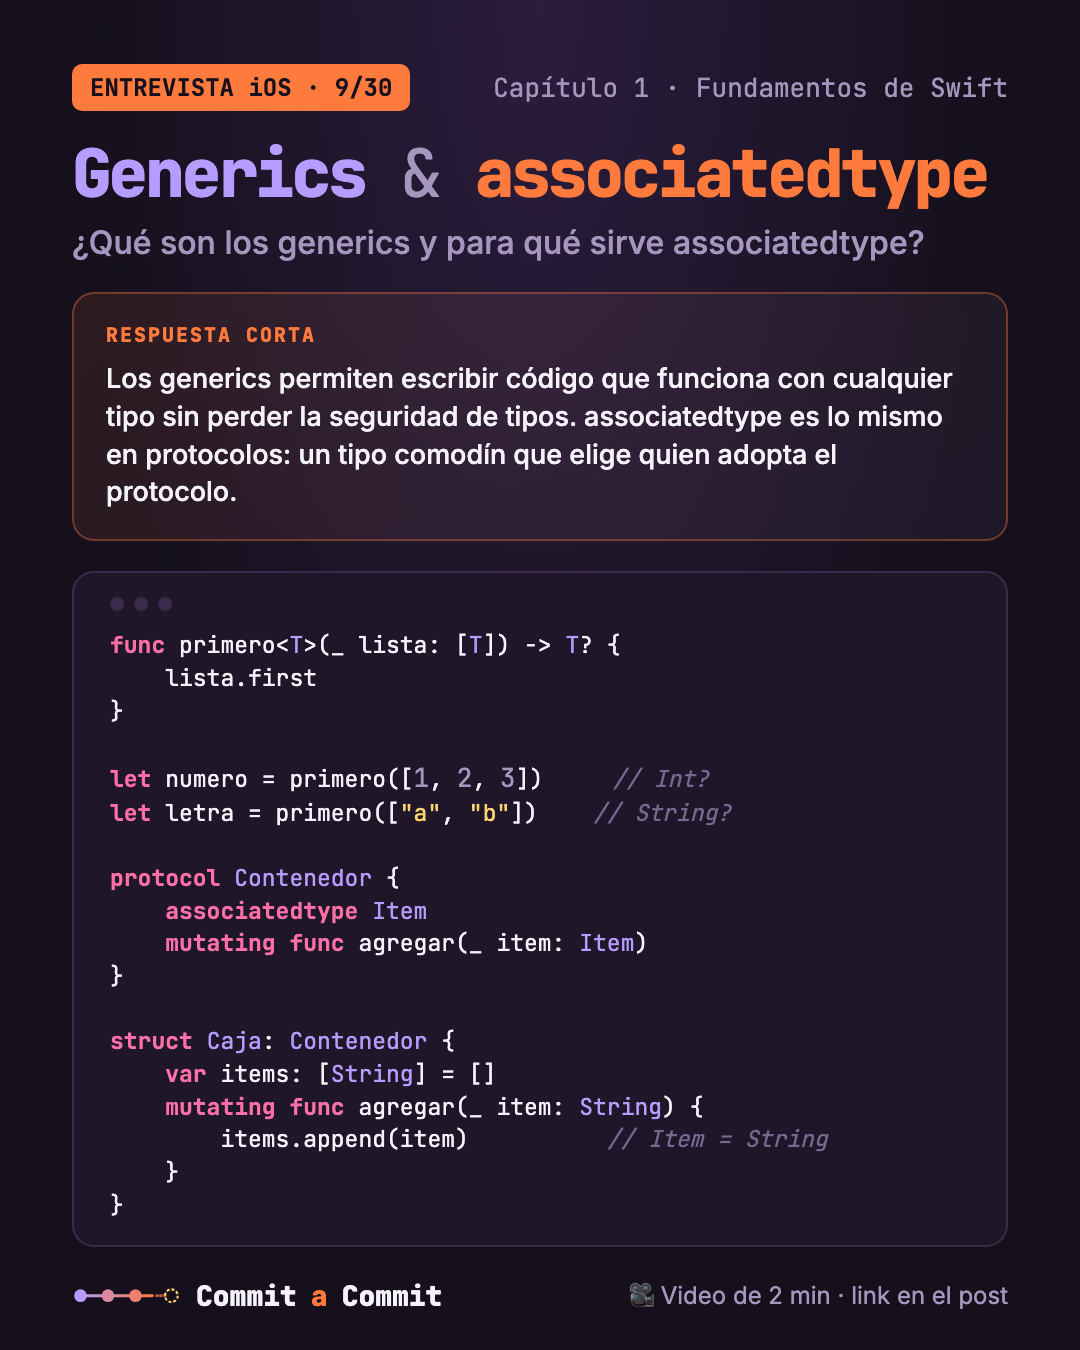 ENTREVISTA iOS · 9/30
Capítulo 1 · Fundamentos de Swift
Generics & associatedtype
¿Qué son los generics y para qué sirve associatedtype?
RESPUESTA CORTA
Los generics permiten escribir código que funciona con cualquier
tipo sin perder la seguridad de tipos. associatedtype es lo mismo
en protocolos: un tipo comodín que elige quien adopta el
protocolo.
func primero<T>(_ lista: [T]) -> T? {
    lista.first
}
let numero = primero([1, 2, 3])     // Int?
let letra = primero(["a", "b"])    // String?
protocol Contenedor {
    associatedtype Item
    mutating func agregar(_ item: Item)
}
struct Caja: Contenedor {
    var items: [String] = []
    mutating func agregar(_ item: String) {
        items.append(item)          // Item = String
    }
}
Commit a Commit
Video de 2 min · link en el post